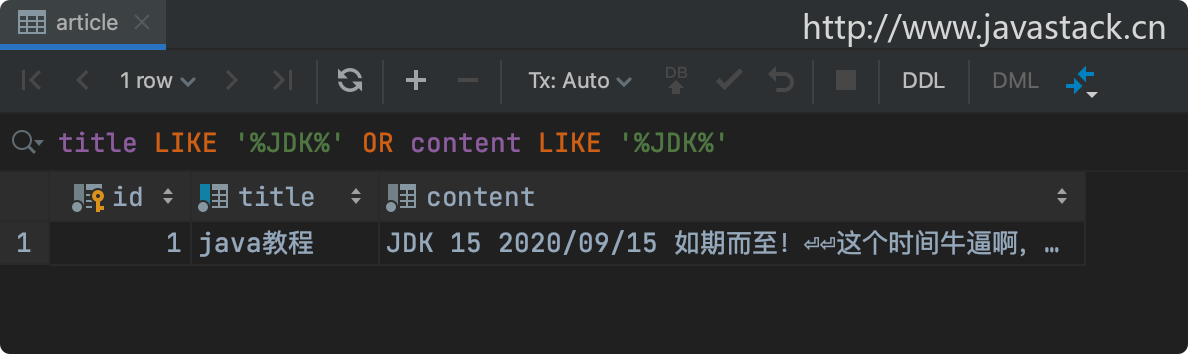 article
http://www.javastack.cn
1 row
Tx: Auto
DB
DDL
DML
title LIKE '%JDK%' OR content LIKE '%JDK%'
id title content
1 1 java教程 JDK 15 2020/09/15 如期而至！⏎⏎这个时间牛逼啊，…